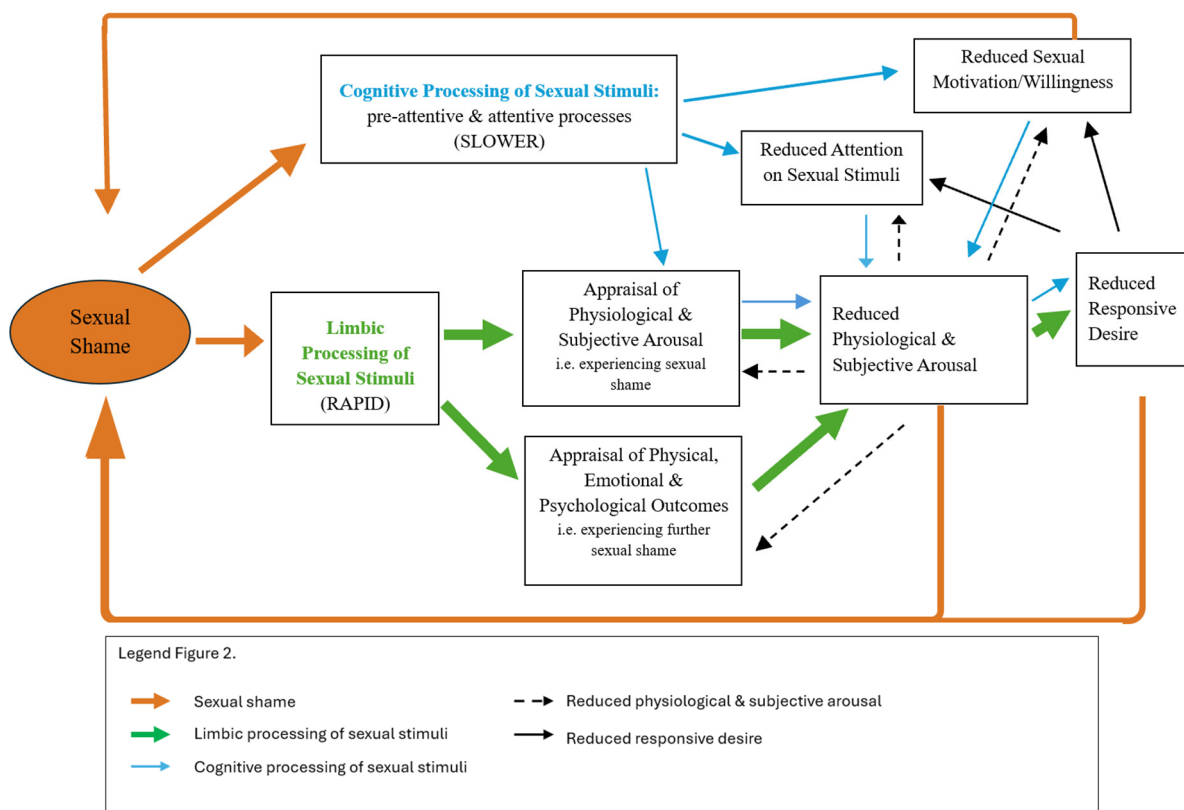 Reduced Sexual
Motivation/Willingness
Cognitive Processing of Sexual Stimuli:
pre-attentive & attentive processes
(SLOWER)
Reduced Attention
on Sexual Stimuli
Sexual
Shame
Limbic
Processing of
Sexual Stimuli
(RAPID)
Appraisal of
Physiological &
Subjective Arousal
i.e. experiencing sexual
shame
Reduced
Physiological &
Subjective Arousal
Reduced
Responsive
Desire
Appraisal of Physical,
Emotional &
Psychological Outcomes
i.e. experiencing further
sexual shame
Legend Figure 2.
Sexual shame
Limbic processing of sexual stimuli
Cognitive processing of sexual stimuli
Reduced physiological & subjective arousal
Reduced responsive desire